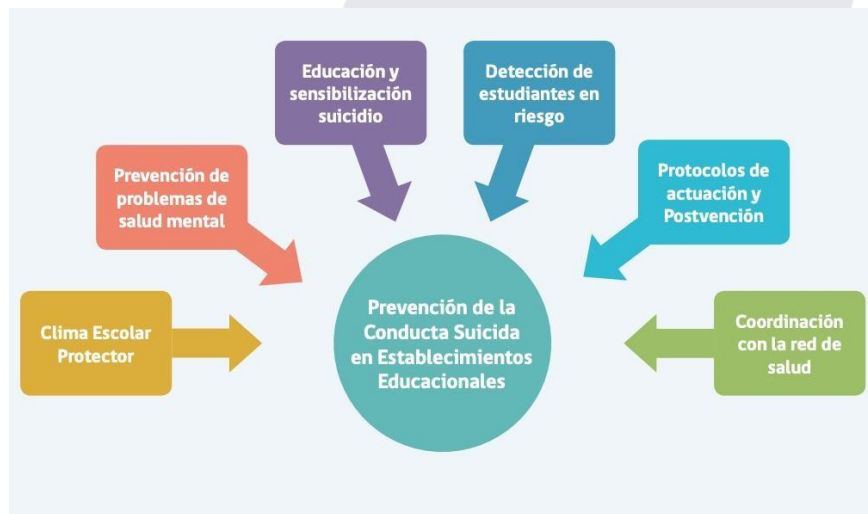 Educación y
sensibilización
suicidio
Detección de
estudiantes en
riesgo
Prevención de
problemas de
salud mental
Protocolos de
actuación y
Postvención
Clima Escolar
Protector
Prevención de la
Conducta Suicida
en Establecimientos
Educacionales
Coordinación
con la red de
salud